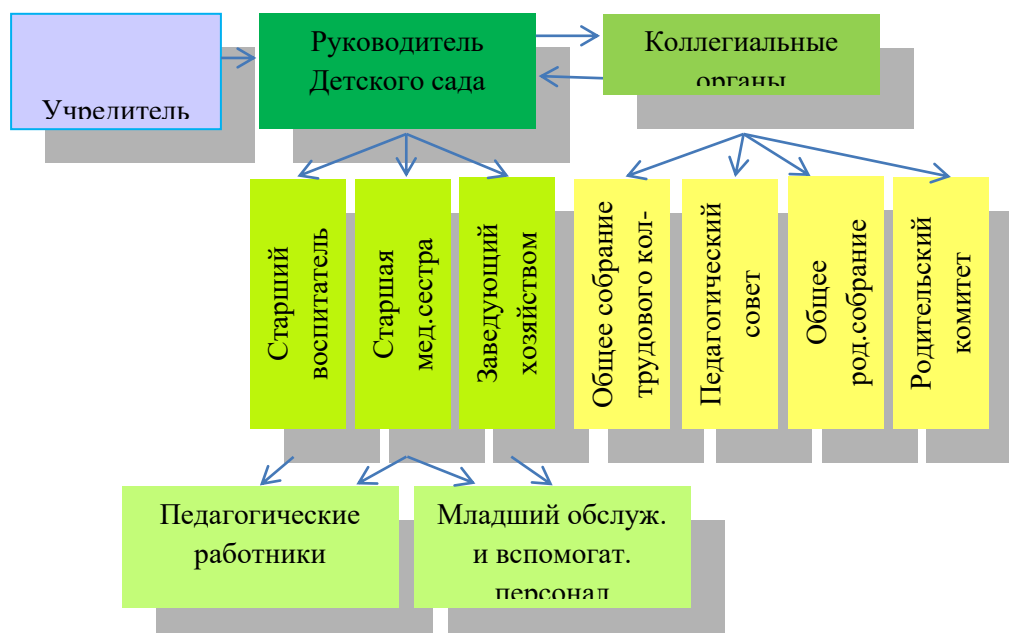 Учредитель
Руководитель
Детского сада
Коллегиальные
органы
Старший
воспитатель
Старшая
мед.сестра
Заведующий
хозяйством
Общее собрание
трудового кол-
Педагогический
совет
Общее
род.собрание
Родительский
комитет
Педагогические
работники
Младший обслуж.
и вспомогат.
персонал